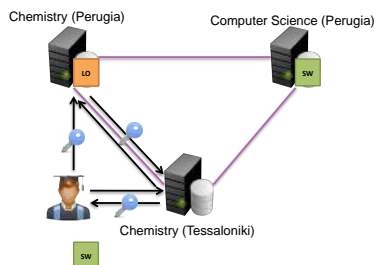 Chemistry (Perugia)
Computer Science (Perugia)
LO
SW
Chemistry (Tessaloniki)
SW